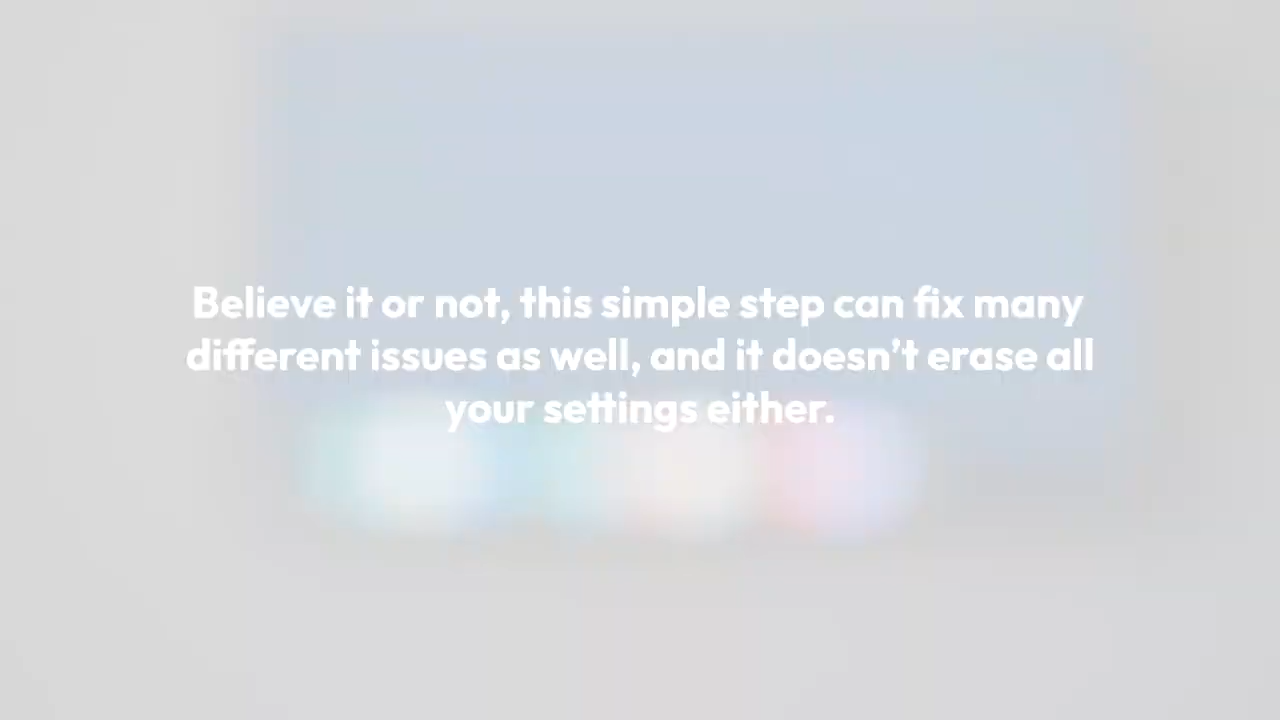 Believe it or not, this simple step can fix many
different issues as well, and it doesn’t erase all
your settings either.